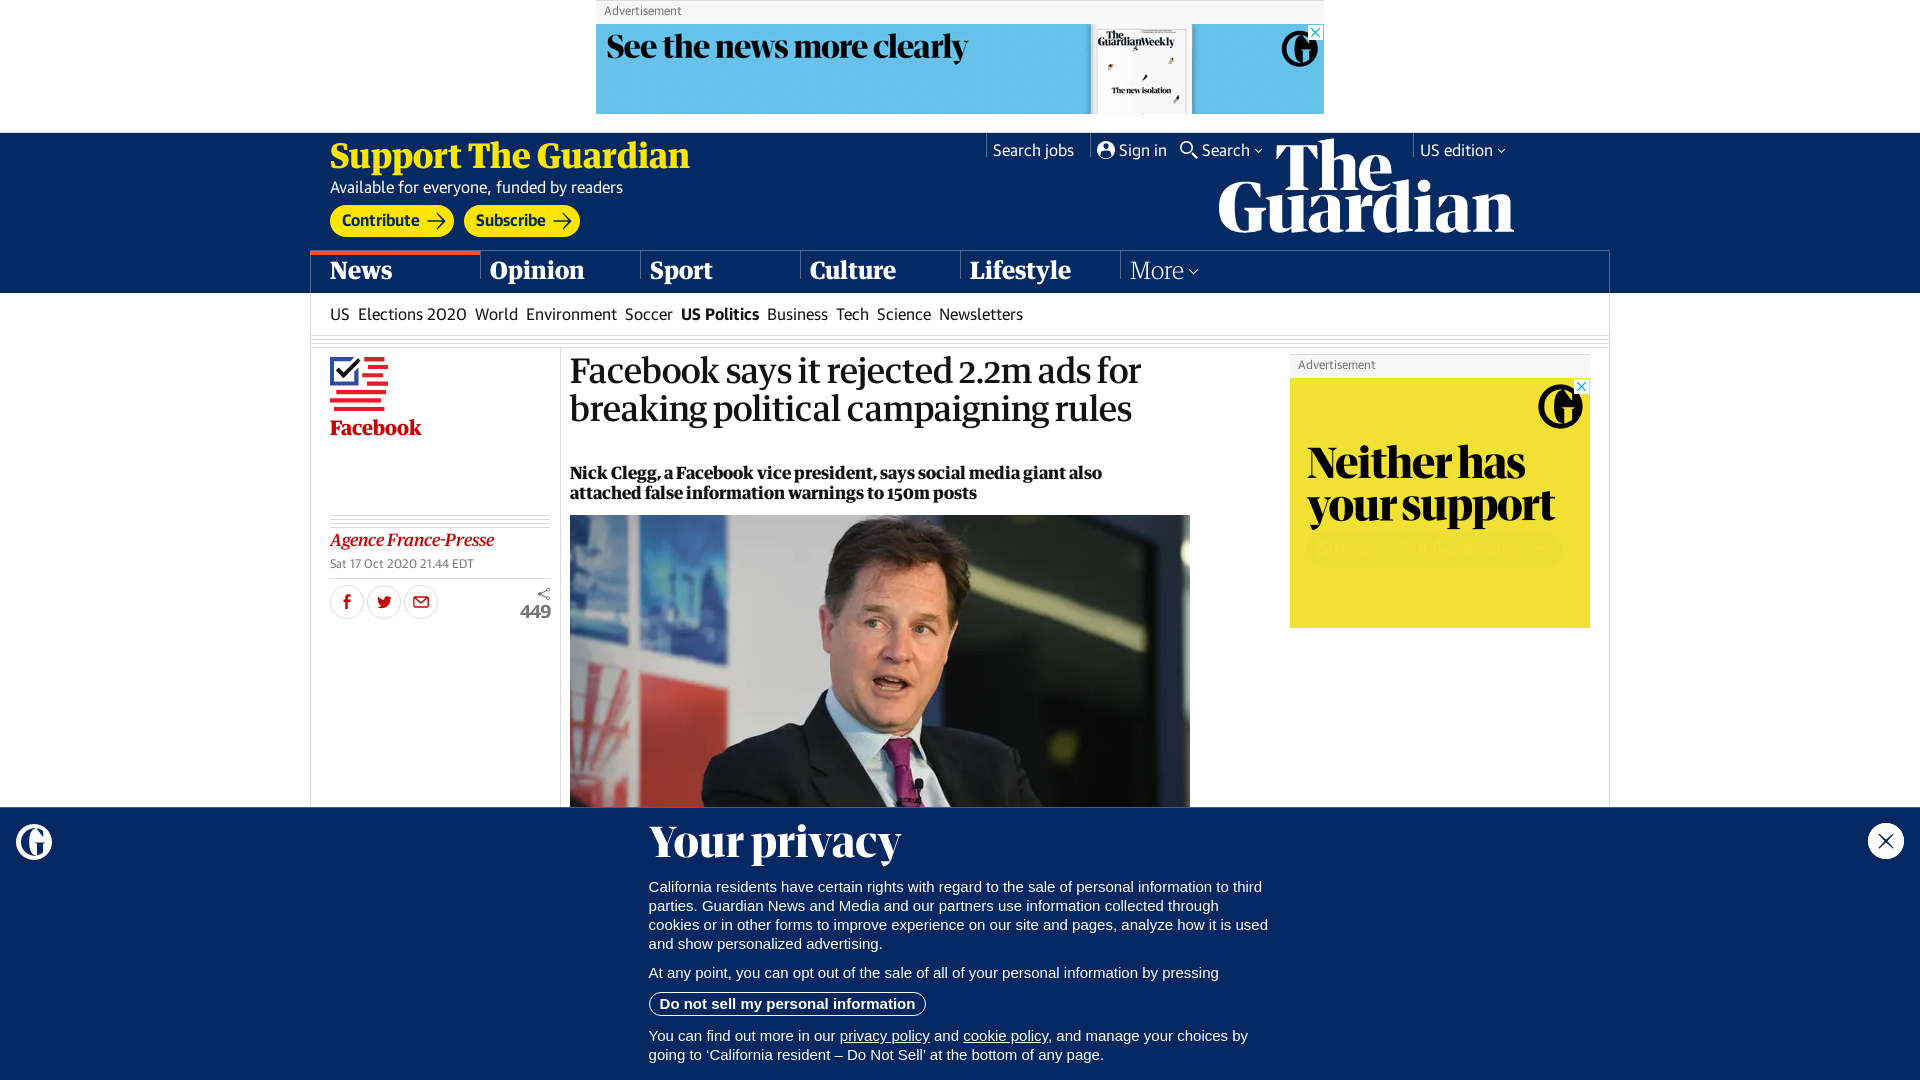 Advertisement
See the news more clearly
The
GuardianWeekly
The new isolation
Support The Guardian
Available for everyone, funded by readers
Contribute
Subscribe
Search jobs
Sign in
Search
US edition
The
Guardian
News
Opinion
Sport
Culture
Lifestyle
More
US Elections 2020 World Environment Soccer US Politics Business Tech Science Newsletters
Facebook
Facebook says it rejected 2.2m ads for
breaking political campaigning rules
Nick Clegg, a Facebook vice president, says social media giant also
attached false information warnings to 150m posts
Agence France-Presse
Sat 17 Oct 2020 21.44 EDT
449
Advertisement
Neither has
your support
Your privacy
California residents have certain rights with regard to the sale of personal information to third
parties. Guardian News and Media and our partners use information collected through
cookies or in other forms to improve experience on our site and pages, analyze how it is used
and show personalized advertising.
At any point, you can opt out of the sale of all of your personal information by pressing
Do not sell my personal information
You can find out more in our privacy policy and cookie policy, and manage your choices by
going to ‘California resident – Do Not Sell’ at the bottom of any page.